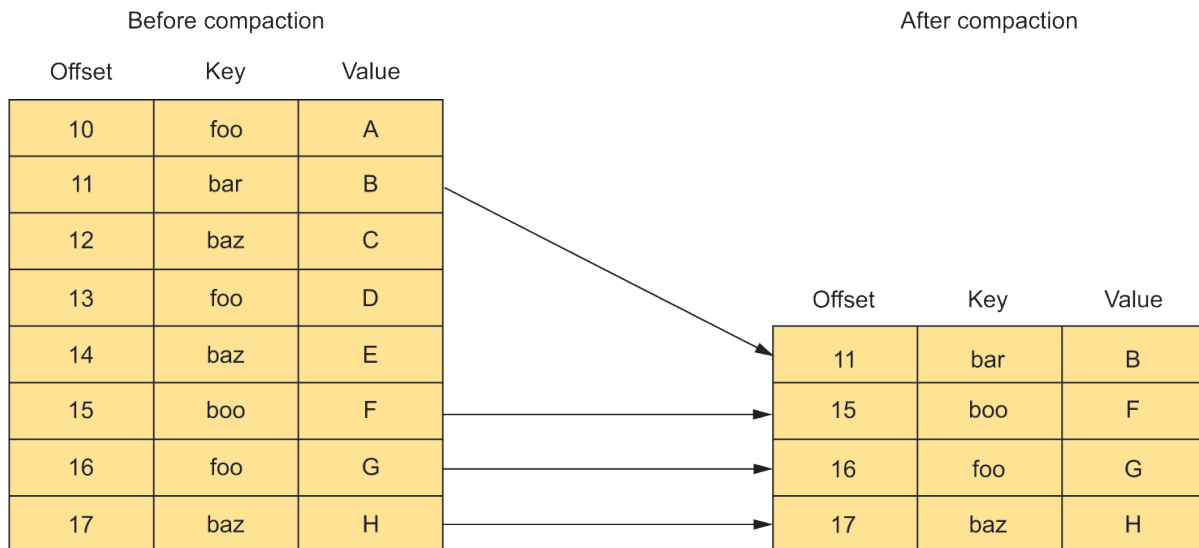 Before compaction
Offset Key Value
10 foo A
11 bar B
12 baz C
13 foo D
14 baz E
15 boo F
16 foo G
17 baz H
After compaction
Offset Key Value
11 bar B
15 boo F
16 foo G
17 baz H